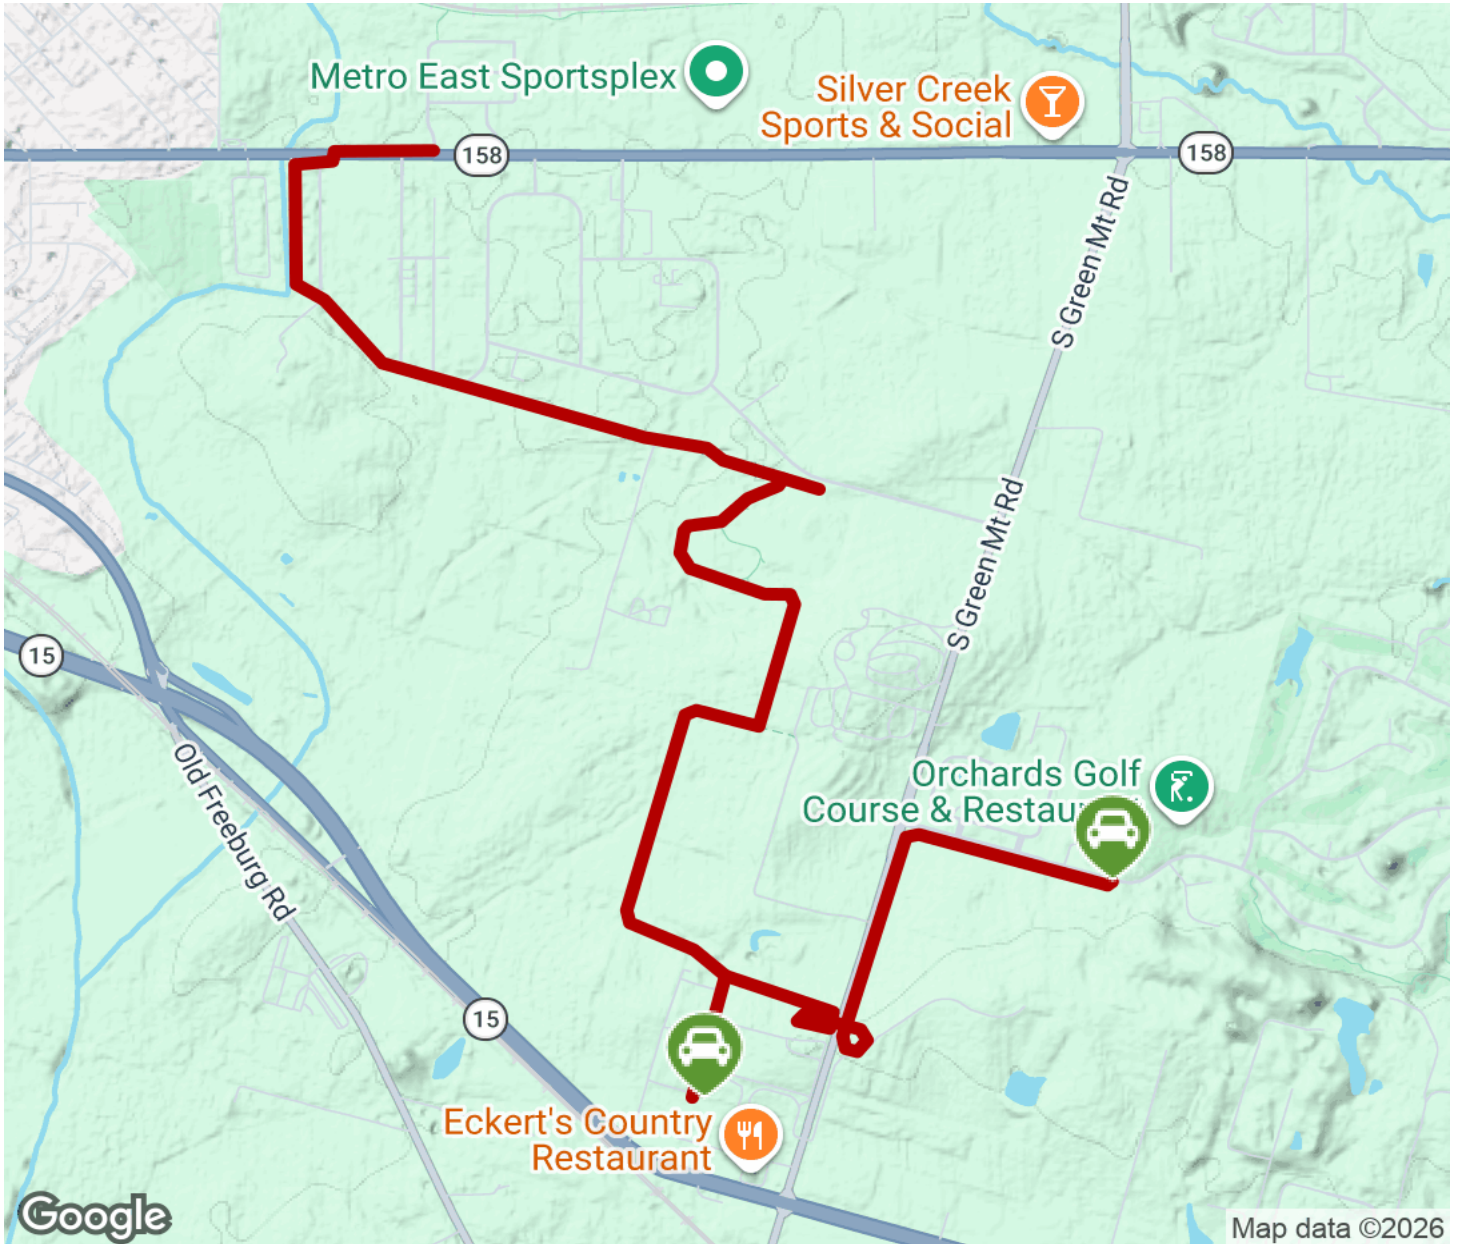 Metro East Sportsplex
Silver Creek
Sports & Social
158
158
S Green Mt Rd
S Green Mt Rd
15
Old Freeburg Rd
Orchards Golf
Course & Restau
15
Eckert's Country
Restaurant
Google
Map data ©2026